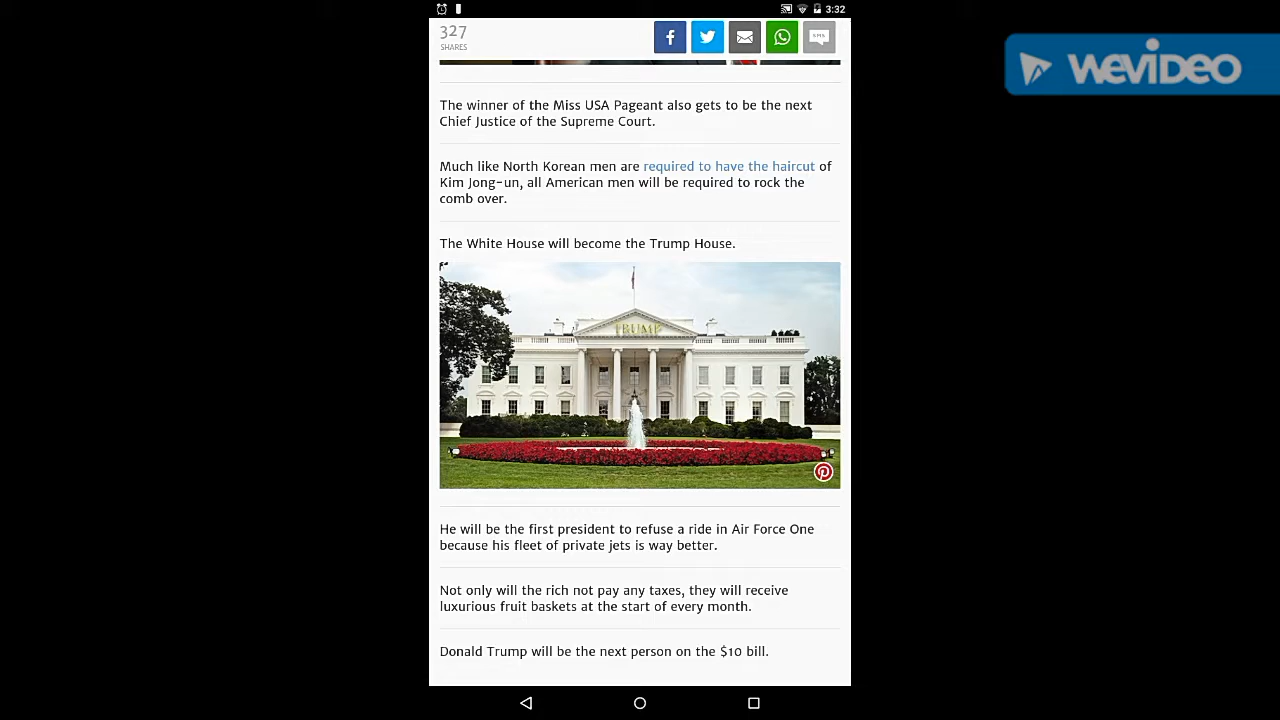 3:32
327
SHARES
WEVIDEO
The winner of the Miss USA Pageant also gets to be the next
Chief Justice of the Supreme Court.
Much like North Korean men are required to have the haircut of
Kim Jong-un, all American men will be required to rock the
comb over.
The White House will become the Trump House.
TRUMP
He will be the first president to refuse a ride in Air Force One
because his fleet of private jets is way better.
Not only will the rich not pay any taxes, they will receive
luxurious fruit baskets at the start of every month.
Donald Trump will be the next person on the $10 bill.